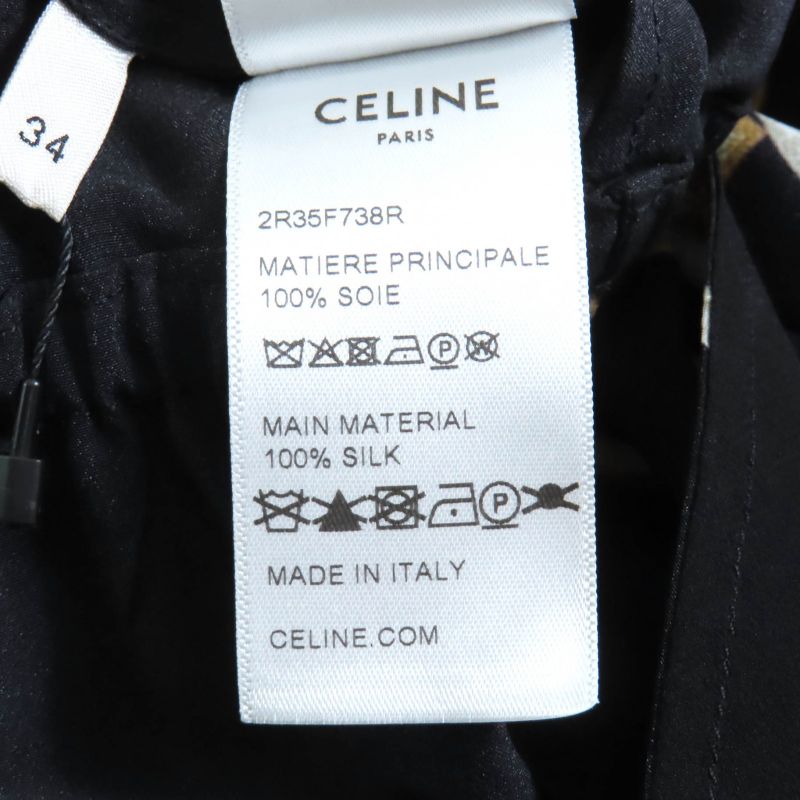 34
CELINE
PARIS
2R35F738R
MATIERE PRINCIPALE
100% SOIE
P W
MAIN MATERIAL
100% SILK
P
MADE IN ITALY
CELINE.COM